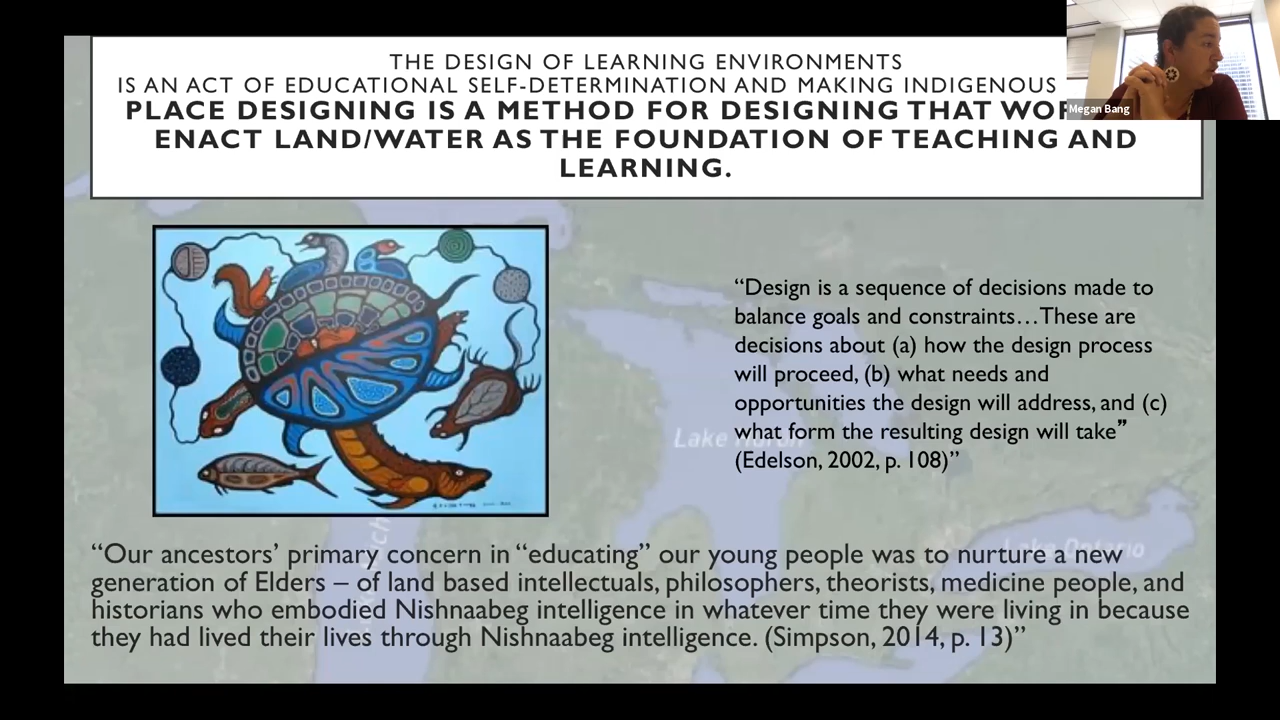 THE DESIGN OF LEARNING ENVIRONMENTS
IS AN ACT OF EDUCATIONAL SELF-DETERMINATION AND MAKING INDIGENOUS
PLACE DESIGNING IS A METHOD FOR DESIGNING THAT
ENACT LAND/WATER AS THE FOUNDATION OF TEACHING AND
LEARNING.
Megan Bang
“Design is a sequence of decisions made to
balance goals and constraints…These are
decisions about (a) how the design process
will proceed, (b) what needs and
opportunities the design will address, and (c)
what form the resulting design will take”
(Edelson, 2002, p. 108)”
Lake Huron
Lake Ontario
“Our ancestors’ primary concern in “educating” our young people was to nurture a new
generation of Elders – of land based intellectuals, philosophers, theorists, medicine people, and
historians who embodied Nishnaabeg intelligence in whatever time they were living in because
they had lived their lives through Nishnaabeg intelligence. (Simpson, 2014, p. 13)”